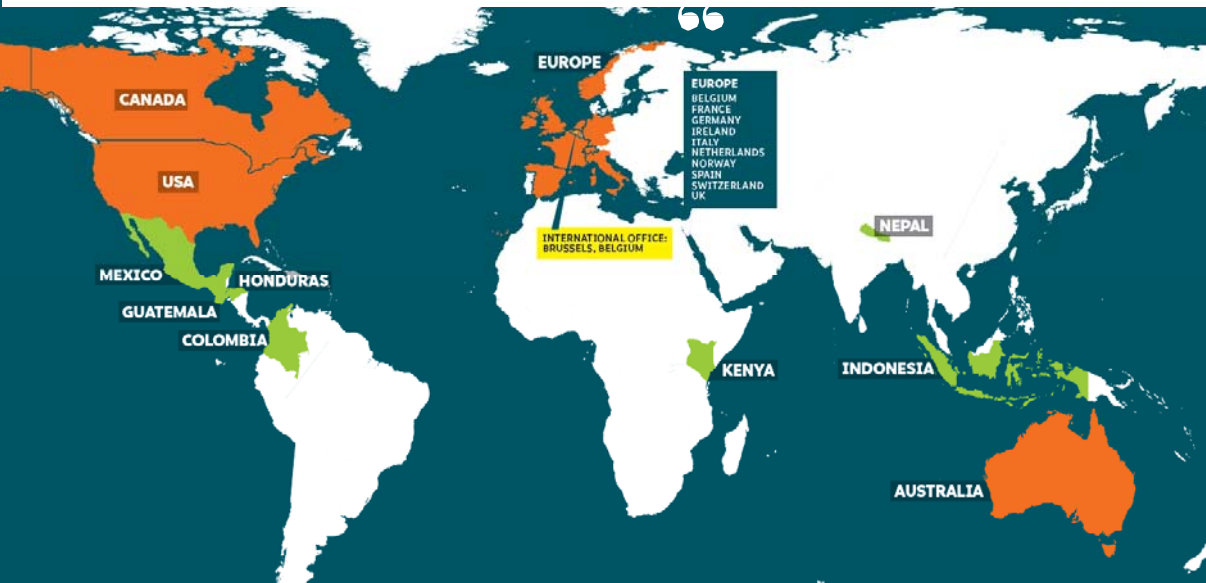 “
EUROPE
CANADA
USA
EUROPE
BELGIUM
FRANCE
GERMANY
IRELAND
ITALY
NETHERLANDS
NORWAY
SPAIN
SWITZERLAND
UK
INTERNATIONAL OFFICE:
BRUSSELS, BELGIUM
NEPAL
MEXICO
HONDURAS
GUATEMALA
COLOMBIA
KENYA
INDONESIA
AUSTRALIA